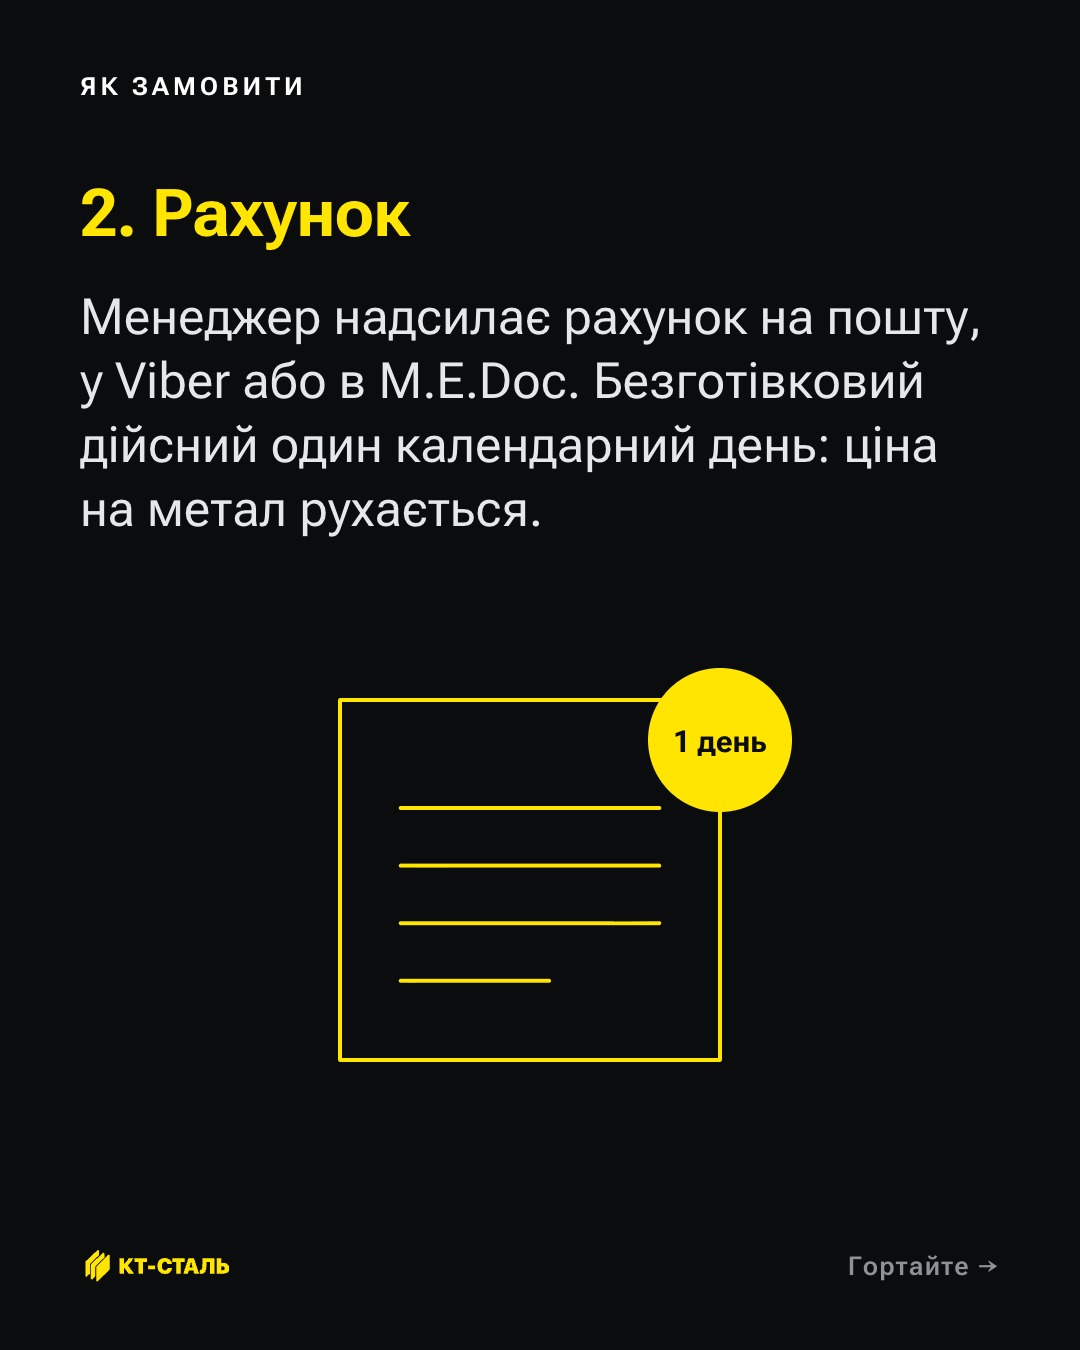 ЯК ЗАМОВИТИ
2. Рахунок
Менеджер надсилає рахунок на пошту,
у Viber або в M.E.Doc. Безготівковий
дійсний один календарний день: ціна
на метал рухається.
1 день
КТ-СТАЛЬ
Гортайте →